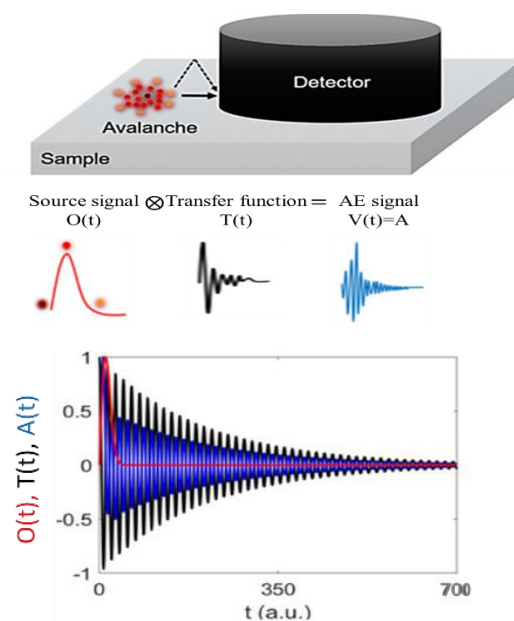 Detector
Avalanche
Sample
Source signal ⊗ Transfer function = AE signal
O(t) T(t) V(t)=A
O(t), T(t), A(t)
1
0.5
0
-0.5
-1
0 350 700
t (a.u.)